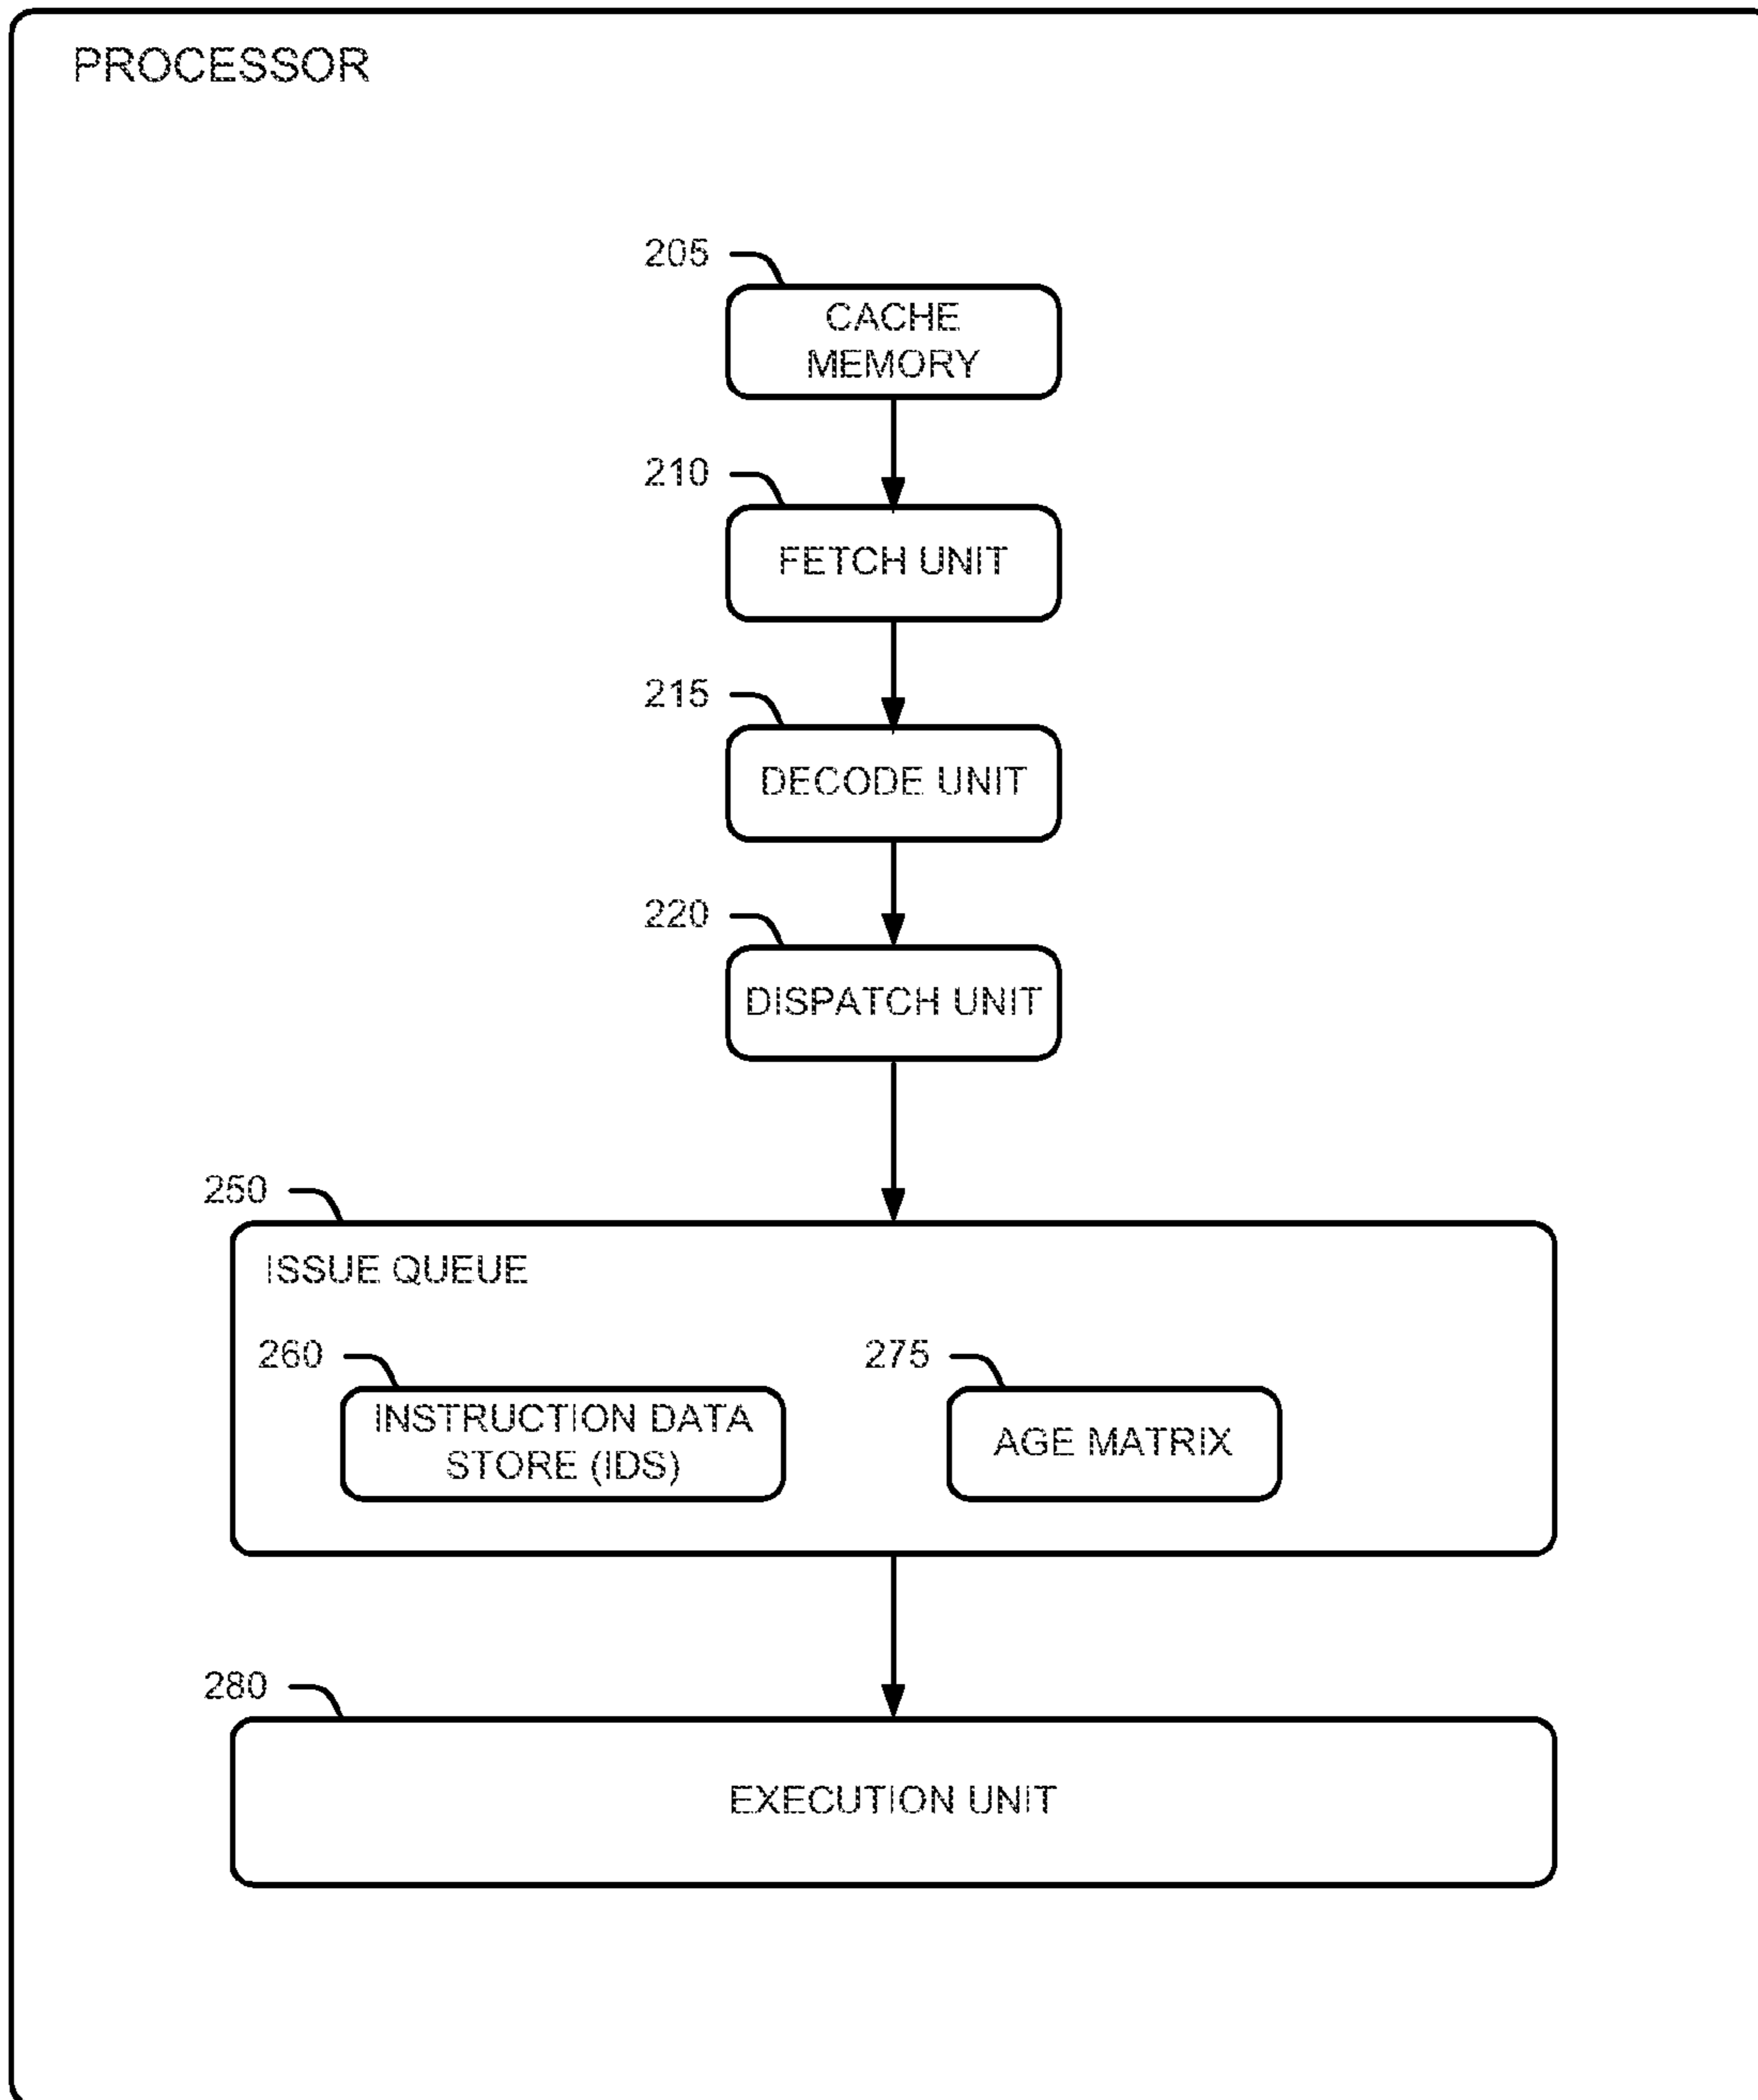 PROCESSOR
205
CACHE
MEMORY
210
FETCH UNIT
215
DECODE UNIT
220
DISPATCH UNIT
250
ISSUE QUEUE
260
INSTRUCTION DATA
STORE (IDS)
275
AGE MATRIX
280
EXECUTION UNIT